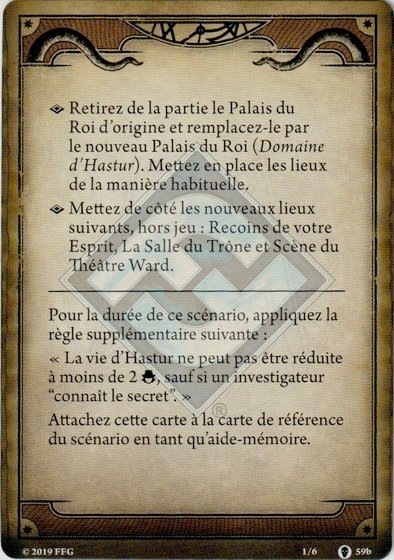 Retirez de la partie le Palais du
Roi d'origine et remplacez-le par
le nouveau Palais du Roi (Domaine
d'Hastur). Mettez en place les lieux
de la manière habituelle.
Mettez de côté les nouveaux lieux
suivants, hors jeu : Recoins de votre
Esprit, La Salle du Trône et Scène du
Théâtre Ward.
Pour la durée de ce scénario, appliquez la
règle supplémentaire suivante :
« La vie d'Hastur ne peut pas être réduite
à moins de 2 , sauf si un investigateur
“connaît le secret”. »
Attachez cette carte à la carte de référence
du scénario en tant qu'aide-mémoire.
®
© 2019 FFG 1/6 59b